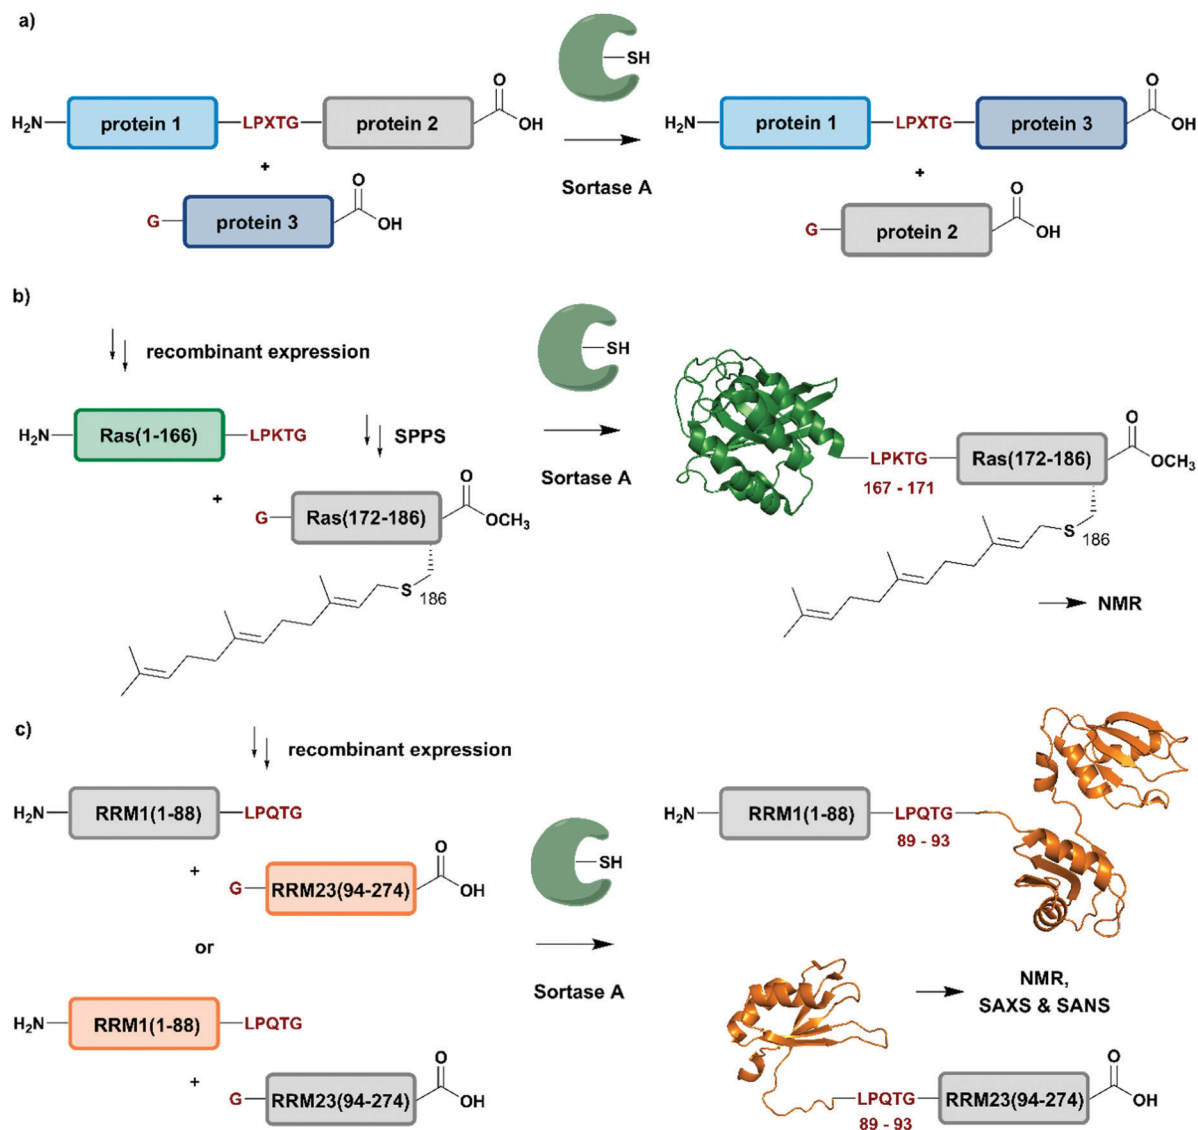 a)
SH
H₂N
protein 1
LPXTG
protein 2
O
OH
+
G
protein 3
O
OH
Sortase A
H₂N
protein 1
LPXTG
protein 3
O
OH
+
G
protein 2
O
OH
b)
recombinant expression
H₂N
Ras(1-166)
LPKTG
SPPS
+
G
Ras(172-186)
O
OCH₃
S
186
SH
Sortase A
LPKTG
167 - 171
Ras(172-186)
O
OCH₃
S
186
NMR
c)
recombinant expression
H₂N
RRM1(1-88)
LPQTG
+
G
RRM23(94-274)
O
OH
or
H₂N
RRM1(1-88)
LPQTG
+
G
RRM23(94-274)
O
OH
SH
Sortase A
H₂N
RRM1(1-88)
LPQTG
89 - 93
NMR,
SAXS & SANS
LPQTG
89 - 93
RRM23(94-274)
O
OH